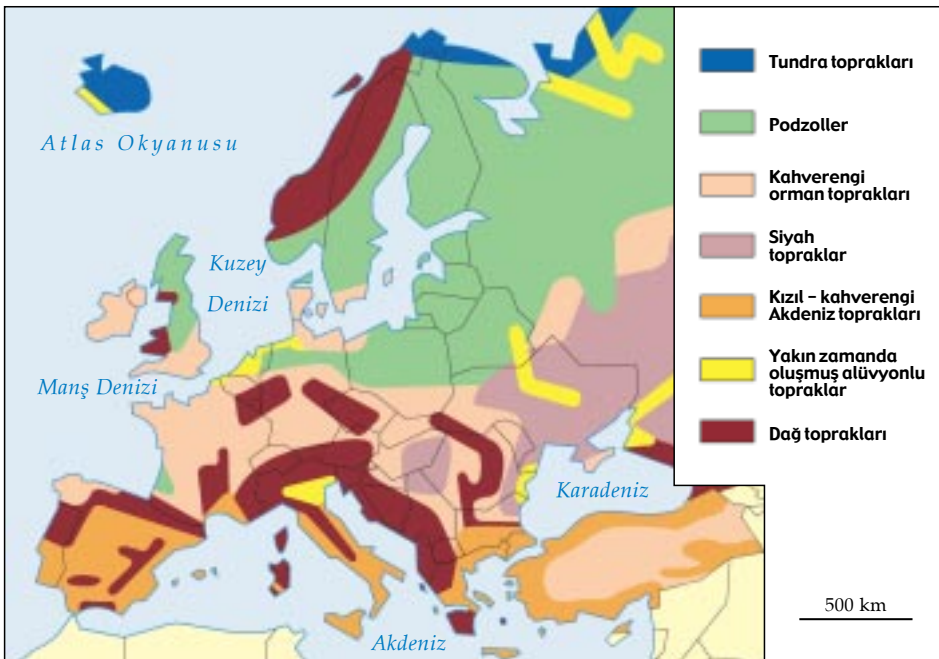 Atlas Okyanusu
Kuzey
Denizi
Manş Denizi
Karadeniz
Akdeniz
Tundra toprakları
Podzoller
Kahverengi
orman toprakları
Siyah
topraklar
Kızıl – kahverengi
Akdeniz toprakları
Yakın zamanda
oluşmuş alüvyonlu
topraklar
Dağ toprakları
500 km